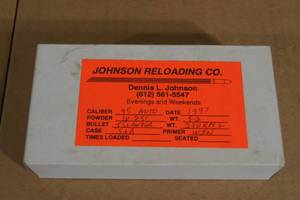 JOHNSON RELOADING CO.
Dennis L. Johnson
(612) 561-5547
Evenings and Weekends
CALIBER 45 AUTO DATE 1997
POWDER W-231 WT.
BULLET WT.
CASE PRIMER
TIMES LOADED SEATED